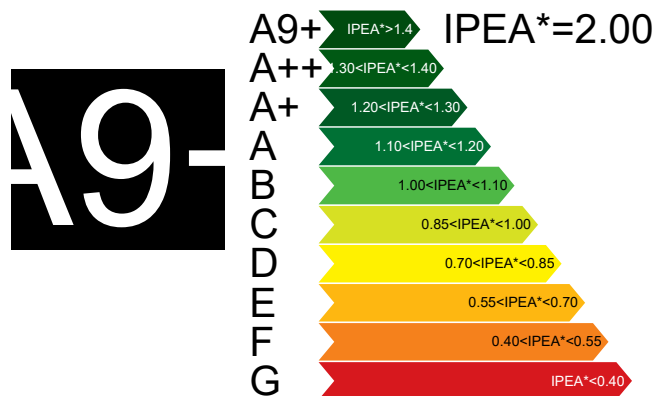 A9+ IPEA*>1.4 IPEA*=2.00
A++ .30<IPEA*<1.40
A+ 1.20<IPEA*<1.30
A9-
A 1.10<IPEA*<1.20
B 1.00<IPEA*<1.10
C 0.85<IPEA*<1.00
D 0.70<IPEA*<0.85
E 0.55<IPEA*<0.70
F 0.40<IPEA*<0.55
G IPEA*<0.40